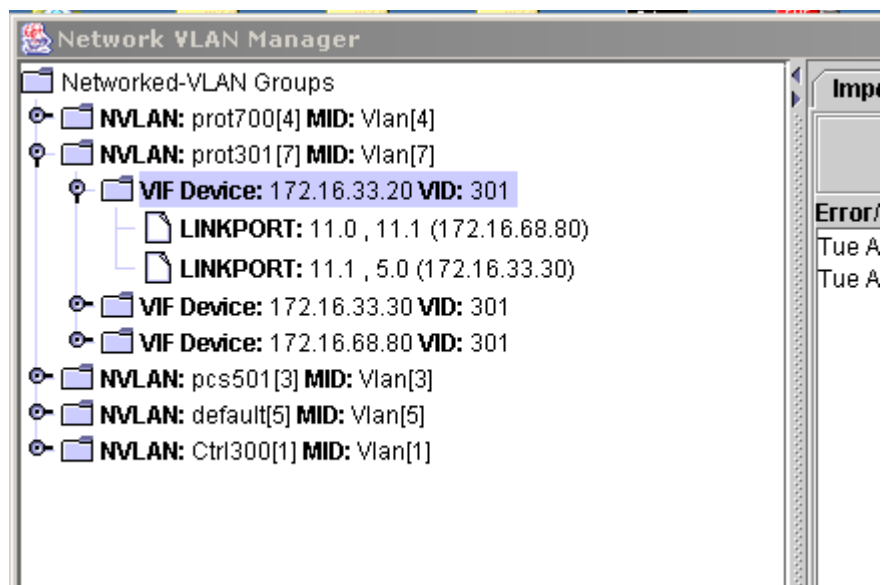 Network VLAN Manager
Networked-VLAN Groups
NVLAN: prot700[4] MID: Vlan[4]
NVLAN: prot301[7] MID: Vlan[7]
VIF Device: 172.16.33.20 VID: 301
LINKPORT: 11.0 , 11.1 (172.16.68.80)
LINKPORT: 11.1 , 5.0 (172.16.33.30)
VIF Device: 172.16.33.30 VID: 301
VIF Device: 172.16.68.80 VID: 301
NVLAN: pcs501[3] MID: Vlan[3]
NVLAN: default[5] MID: Vlan[5]
NVLAN: Ctrl300[1] MID: Vlan[1]
Impo
Error/
Tue A
Tue A